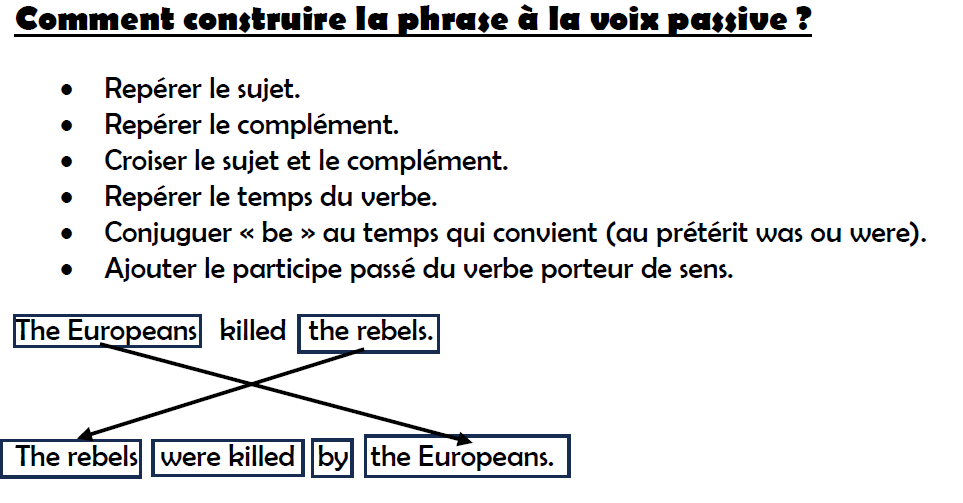 Comment construire la phrase à la voix passive ?
• Repérer le sujet.
• Repérer le complément.
• Croiser le sujet et le complément.
• Repérer le temps du verbe.
• Conjuguer « be » au temps qui convient (au prétérit was ou were).
• Ajouter le participe passé du verbe porteur de sens.
The Europeans killed the rebels.
The rebels were killed by the Europeans.